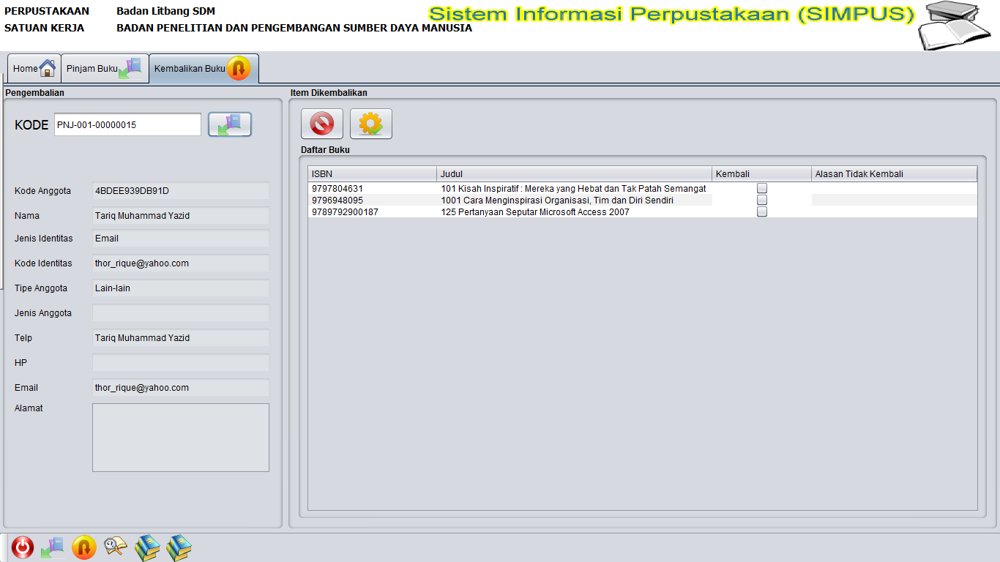 PERPUSTAKAAN Badan Litbang SDM
SATUAN KERJA BADAN PENELITIAN DAN PENGEMBANGAN SUMBER DAYA MANUSIA
Sistem Informasi Perpustakaan (SIMPUS)
Home Pinjam Buku Kembalikan Buku
Pengembalian
KODE PNJ-001-00000015
Kode Anggota 4BDEE939DB91D
Nama Tariq Muhammad Yazid
Jenis Identitas Email
Kode Identitas thor_rique@yahoo.com
Tipe Anggota Lain-lain
Jenis Anggota
Telp Tariq Muhammad Yazid
HP
Email thor_rique@yahoo.com
Alamat
Item Dikembalikan
Daftar Buku
ISBN Judul Kembali Alasan Tidak Kembali
9797804631 101 Kisah Inspiratif : Mereka yang Hebat dan Tak Patah Semangat
9796948095 1001 Cara Menginspirasi Organisasi, Tim dan Diri Sendiri
9789792900187 125 Pertanyaan Seputar Microsoft Access 2007